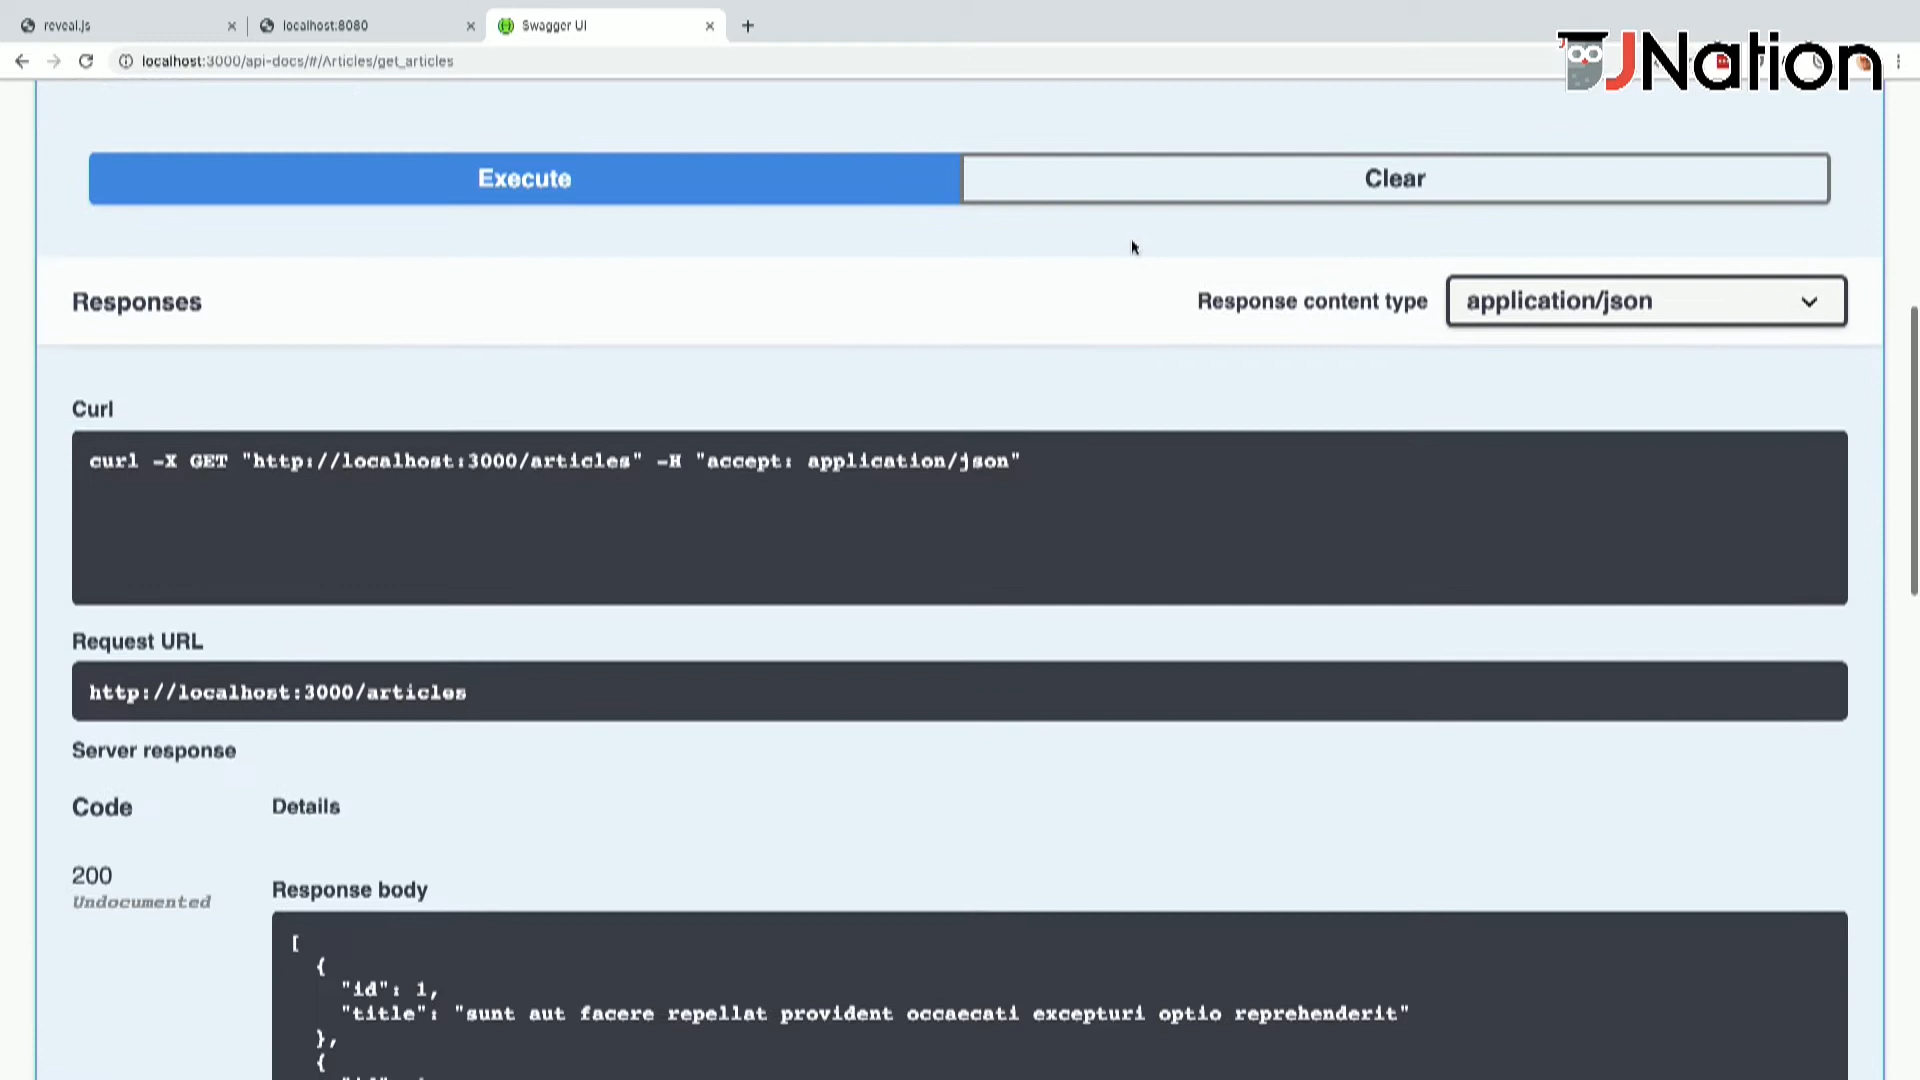 reveal.js
localhost:8080
Swagger UI
localhost:3000/api-docs/#/Articles/get_articles
JNation
Execute
Clear
Responses
Response content type
application/json
Curl
curl -X GET "http://localhost:3000/articles" -H "accept: application/json"
Request URL
http://localhost:3000/articles
Server response
Code
Details
200
Undocumented
Response body
[
{
"id": 1,
"title": "sunt aut facere repellat provident occaecati excepturi optio reprehenderit"
},
{